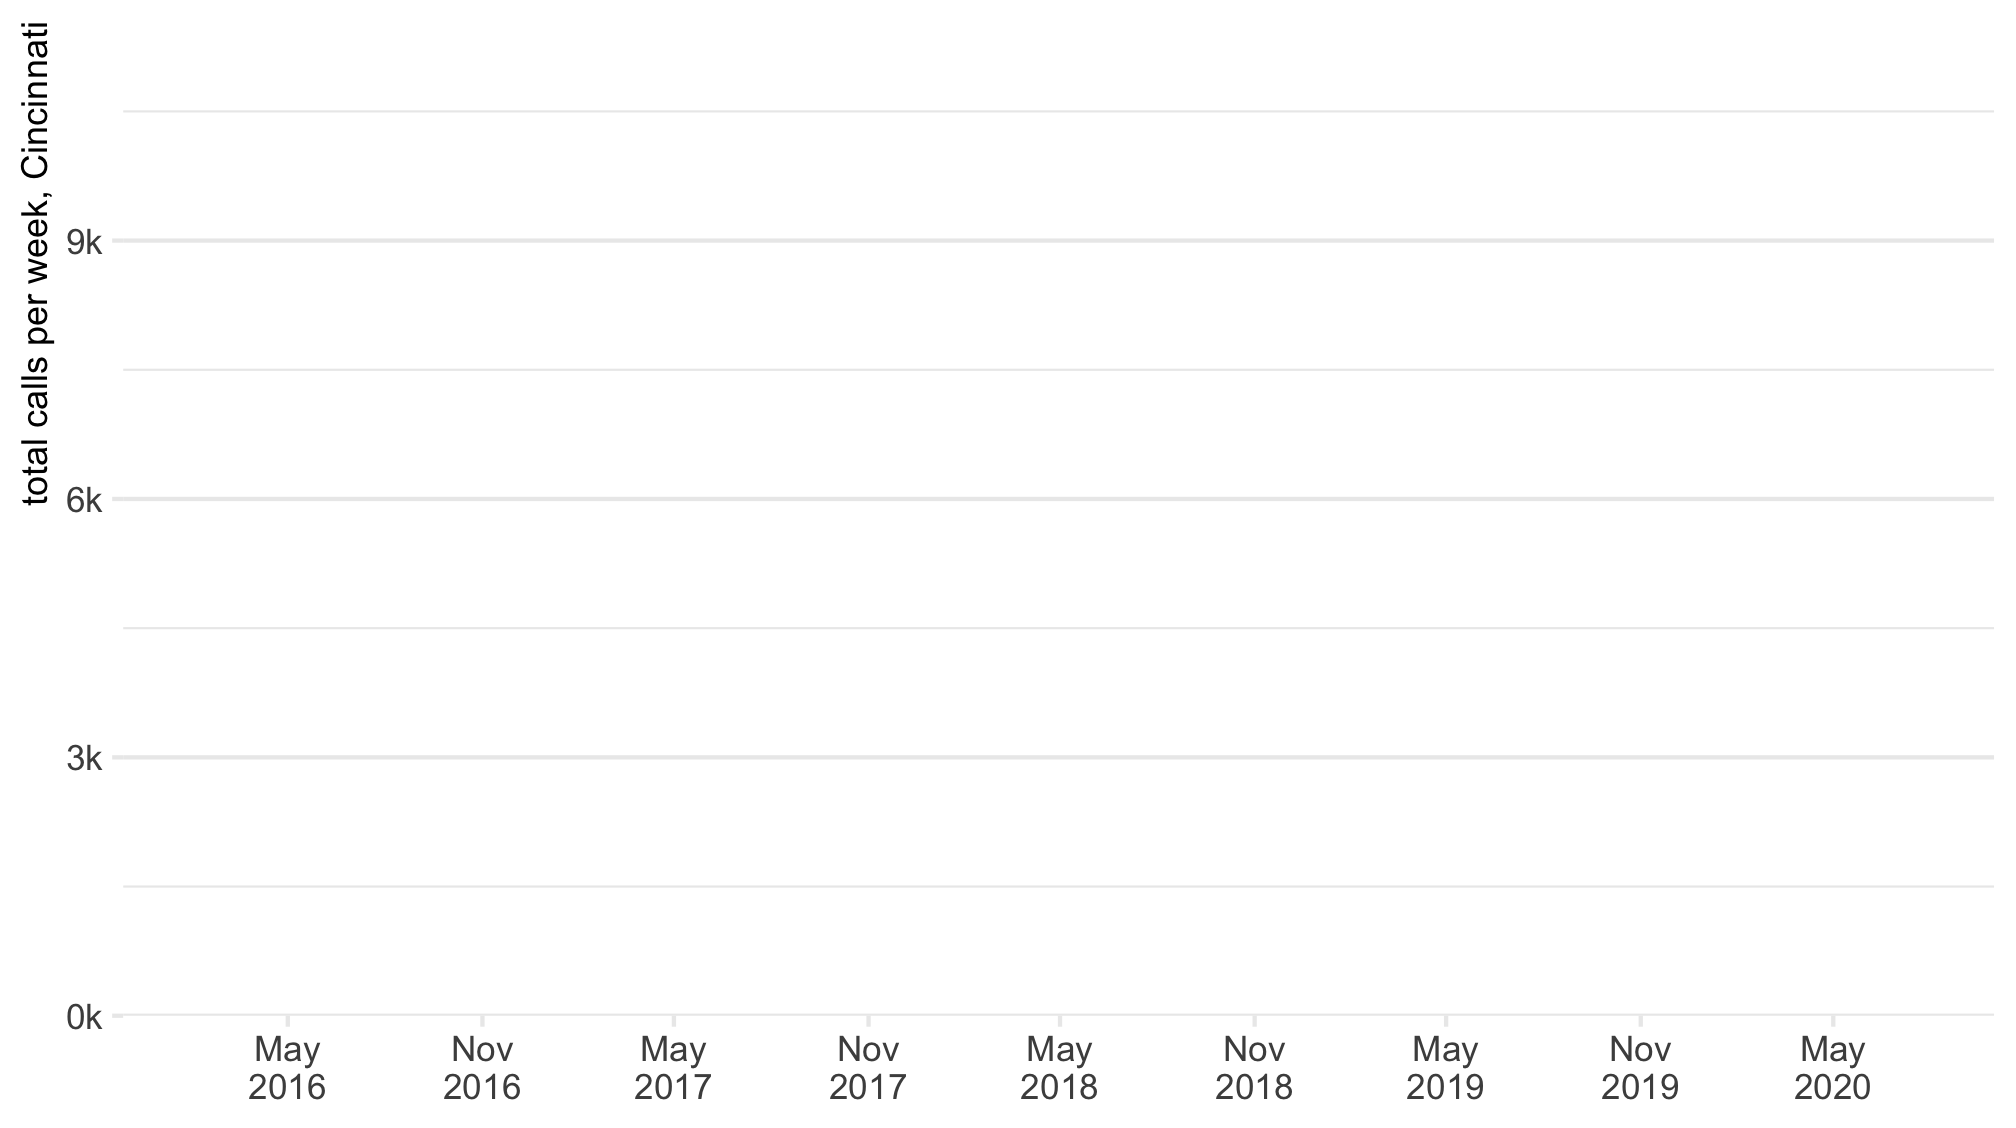 total calls per week, Cincinnati
9k
6k
3k
0k
May Nov May Nov May Nov May Nov May
2016 2016 2017 2017 2018 2018 2019 2019 2020